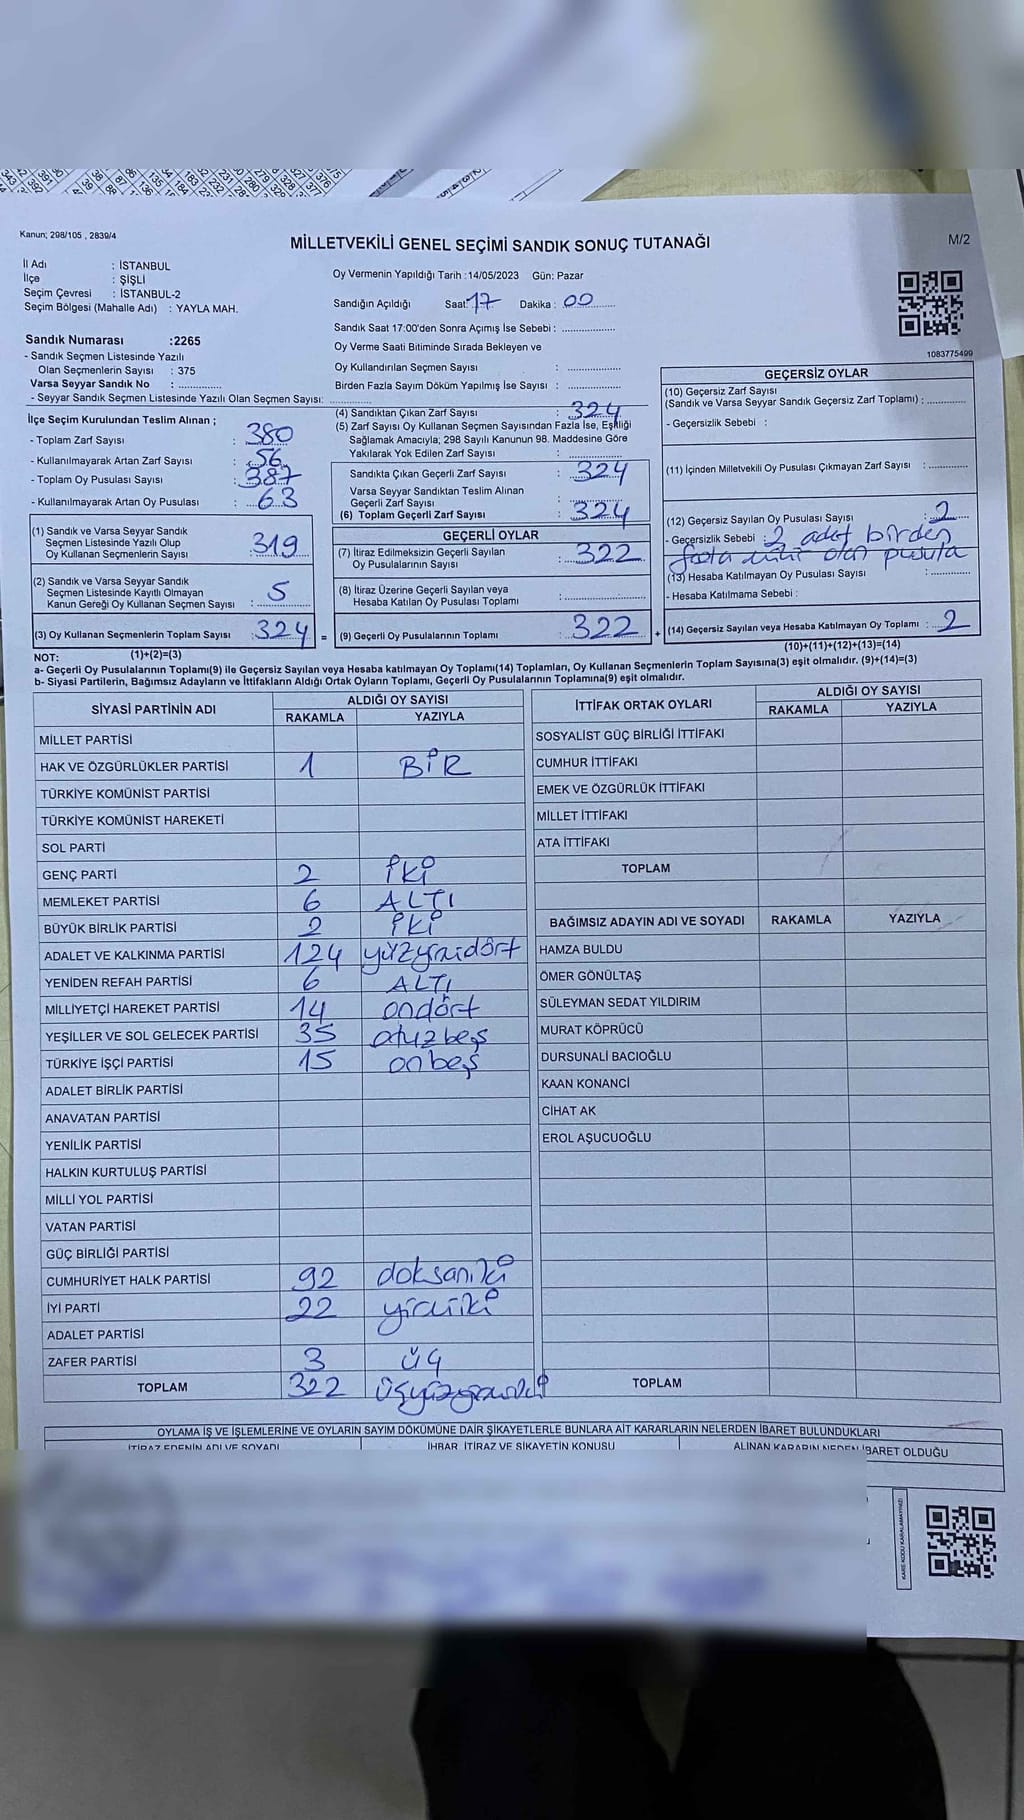 Kanun; 298/105 , 2839/4
MİLLETVEKİLİ GENEL SEÇİMİ SANDIK SONUÇ TUTANAĞI
M/2
İl Adı : İSTANBUL
İlçe : ŞİŞLİ
Seçim Çevresi : İSTANBUL-2
Seçim Bölgesi (Mahalle Adı) : YAYLA MAH.
Oy Vermenin Yapıldığı Tarih :14/05/2023 Gün: Pazar
Sandığın Açıldığı Saat: 17 Dakika : 00
Sandık Saat 17:00'den Sonra Açımış İse Sebebi :
Oy Verme Saati Bitiminde Sırada Bekleyen ve
Oy Kullandırılan Seçmen Sayısı :
Birden Fazla Sayım Döküm Yapılmış İse Sayısı :
1083775499
Sandık Numarası :2265
- Sandık Seçmen Listesinde Yazılı
Olan Seçmenlerin Sayısı : 375
Varsa Seyyar Sandık No :
- Seyyar Sandık Seçmen Listesinde Yazılı Olan Seçmen Sayısı:
İlçe Seçim Kurulundan Teslim Alınan ;
- Toplam Zarf Sayısı : 380
- Kullanılmayarak Artan Zarf Sayısı : 56
- Toplam Oy Pusulası Sayısı : 387
- Kullanılmayarak Artan Oy Pusulası : 63
(1) Sandık ve Varsa Seyyar Sandık
Seçmen Listesinde Yazılı Olup
Oy Kullanan Seçmenlerin Sayısı : 319
(2) Sandık ve Varsa Seyyar Sandık
Seçmen Listesinde Kayıtlı Olmayan
Kanun Gereği Oy Kullanan Seçmen Sayısı : 5
(3) Oy Kullanan Seçmenlerin Toplam Sayısı : 324 =
(1)+(2)=(3)
(4) Sandıktan Çıkan Zarf Sayısı : 324
(5) Zarf Sayısı Oy Kullanan Seçmen Sayısından Fazla İse, Eşitliği
Sağlamak Amacıyla; 298 Sayılı Kanunun 98. Maddesine Göre
Yakılarak Yok Edilen Zarf Sayısı :
Sandıkta Çıkan Geçerli Zarf Sayısı : 324
Varsa Seyyar Sandıktan Teslim Alınan
Geçerli Zarf Sayısı :
(6) Toplam Geçerli Zarf Sayısı : 324
GEÇERLİ OYLAR
(7) İtiraz Edilmeksizin Geçerli Sayılan
Oy Pusulalarının Sayısı : 322
(8) İtiraz Üzerine Geçerli Sayılan veya
Hesaba Katılan Oy Pusulası Toplamı :
(9) Geçerli Oy Pusulalarının Toplamı : 322 +
GEÇERSİZ OYLAR
(10) Geçersiz Zarf Sayısı
(Sandık ve Varsa Seyyar Sandık Geçersiz Zarf Toplamı) :
- Geçersizlik Sebebi :
(11) İçinden Milletvekili Oy Pusulası Çıkmayan Zarf Sayısı :
(12) Geçersiz Sayılan Oy Pusulası Sayısı : 2
- Geçersizlik Sebebi : 2 adet birden
fazla mühür olan pusula
(13) Hesaba Katılmayan Oy Pusulası Sayısı :
- Hesaba Katılmama Sebebi :
(14) Geçersiz Sayılan veya Hesaba Katılmayan Oy Toplamı : 2
(10)+(11)+(12)+(13)=(14)
NOT:
a- Geçerli Oy Pusulalarının Toplamı(9) ile Geçersiz Sayılan veya Hesaba katılmayan Oy Toplamı(14) Toplamları, Oy Kullanan Seçmenlerin Toplam Sayısına(3) eşit olmalıdır. (9)+(14)=(3)
b- Siyasi Partilerin, Bağımsız Adayların ve İttifakların Aldığı Ortak Oyların Toplamı, Geçerli Oy Pusulalarının Toplamına(9) eşit olmalıdır.
SİYASİ PARTİNİN ADI ALDIĞI OY SAYISI
RAKAMLA YAZIYLA
MİLLET PARTİSİ
HAK VE ÖZGÜRLÜKLER PARTİSİ 1 BİR
TÜRKİYE KOMÜNİST PARTİSİ
TÜRKİYE KOMÜNİST HAREKETİ
SOL PARTİ
GENÇ PARTİ 2 İKİ
MEMLEKET PARTİSİ 6 ALTI
BÜYÜK BİRLİK PARTİSİ 2 İKİ
ADALET VE KALKINMA PARTİSİ 124 yüzyirmidört
YENİDEN REFAH PARTİSİ 6 ALTI
MİLLİYETÇİ HAREKET PARTİSİ 14 ondört
YEŞİLLER VE SOL GELECEK PARTİSİ 35 otuzbeş
TÜRKİYE İŞÇİ PARTİSİ 15 onbeş
ADALET BİRLİK PARTİSİ
ANAVATAN PARTİSİ
YENİLİK PARTİSİ
HALKIN KURTULUŞ PARTİSİ
MİLLİ YOL PARTİSİ
VATAN PARTİSİ
GÜÇ BİRLİĞİ PARTİSİ
CUMHURİYET HALK PARTİSİ 92 doksaniki
İYİ PARTİ 22 yirmiiki
ADALET PARTİSİ
ZAFER PARTİSİ 3 üç
TOPLAM 322 üçyüzyirmiiki
İTTİFAK ORTAK OYLARI ALDIĞI OY SAYISI
RAKAMLA YAZIYLA
SOSYALİST GÜÇ BİRLİĞİ İTTİFAKI
CUMHUR İTTİFAKI
EMEK VE ÖZGÜRLÜK İTTİFAKI
MİLLET İTTİFAKI
ATA İTTİFAKI
TOPLAM
BAĞIMSIZ ADAYIN ADI VE SOYADI RAKAMLA YAZIYLA
HAMZA BULDU
ÖMER GÖNÜLTAŞ
SÜLEYMAN SEDAT YILDIRIM
MURAT KÖPRÜCÜ
DURSUNALİ BACIOĞLU
KAAN KONANCİ
CİHAT AK
EROL AŞUCUOĞLU
TOPLAM
OYLAMA İŞ VE İŞLEMLERİNE VE OYLARIN SAYIM DÖKÜMÜNE DAİR ŞİKAYETLERLE BUNLARA AİT KARARLARIN NELERDEN İBARET BULUNDUKLARI
İTİRAZ EDENİN ADI VE SOYADI İHBAR, İTİRAZ VE ŞİKAYETİN KONUSU ALINAN KARARIN NEDEN İBARET OLDUĞU